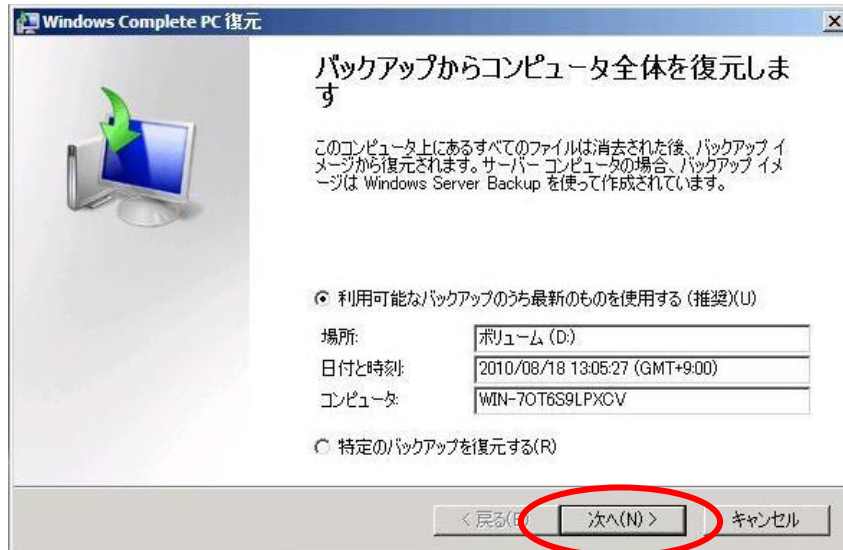 Windows Complete PC 復元
バックアップからコンピュータ全体を復元しま
す
このコンピュータ上にあるすべてのファイルは消去された後、バックアップ イ
メージから復元されます。サーバー コンピュータの場合、バックアップ イメ
ージは Windows Server Backup を使って作成されています。
利用可能なバックアップのうち最新のものを使用する (推奨)(U)
場所: ボリューム (D:)
日付と時刻: 2010/08/18 13:05:27 (GMT+9:00)
コンピュータ: WIN-7OT6S9LPXCV
特定のバックアップを復元する(R)
< 戻る(B) 次へ(N) > キャンセル